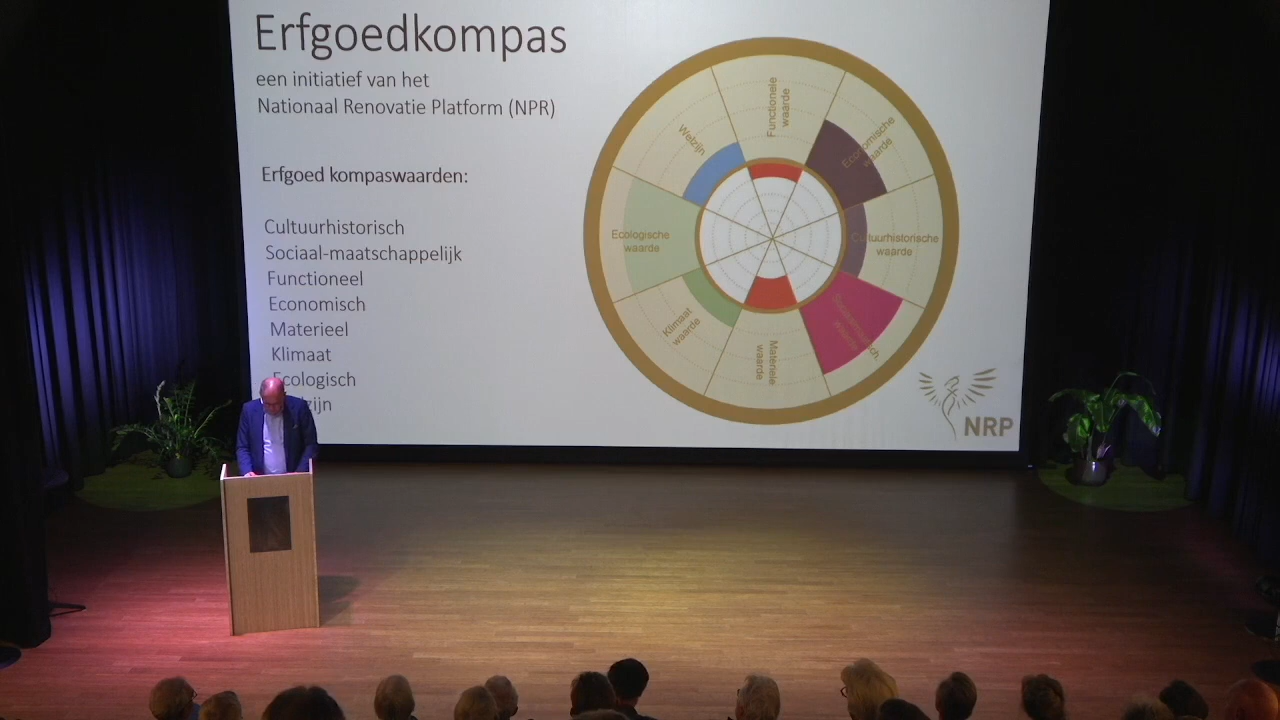 Erfgoedkompas
een initiatief van het
Nationaal Renovatie Platform (NPR)
Erfgoed kompaswaarden:
Cultuurhistorisch
Sociaal-maatschappelijk
Functioneel
Economisch
Materieel
Klimaat
Ecologisch
Functionele
waarde
Economische
waarde
Cultuurhistorische
waarde
Materiele
waarde
Klimaat
waarde
Ecologische
waarde
Welzijn
NRP